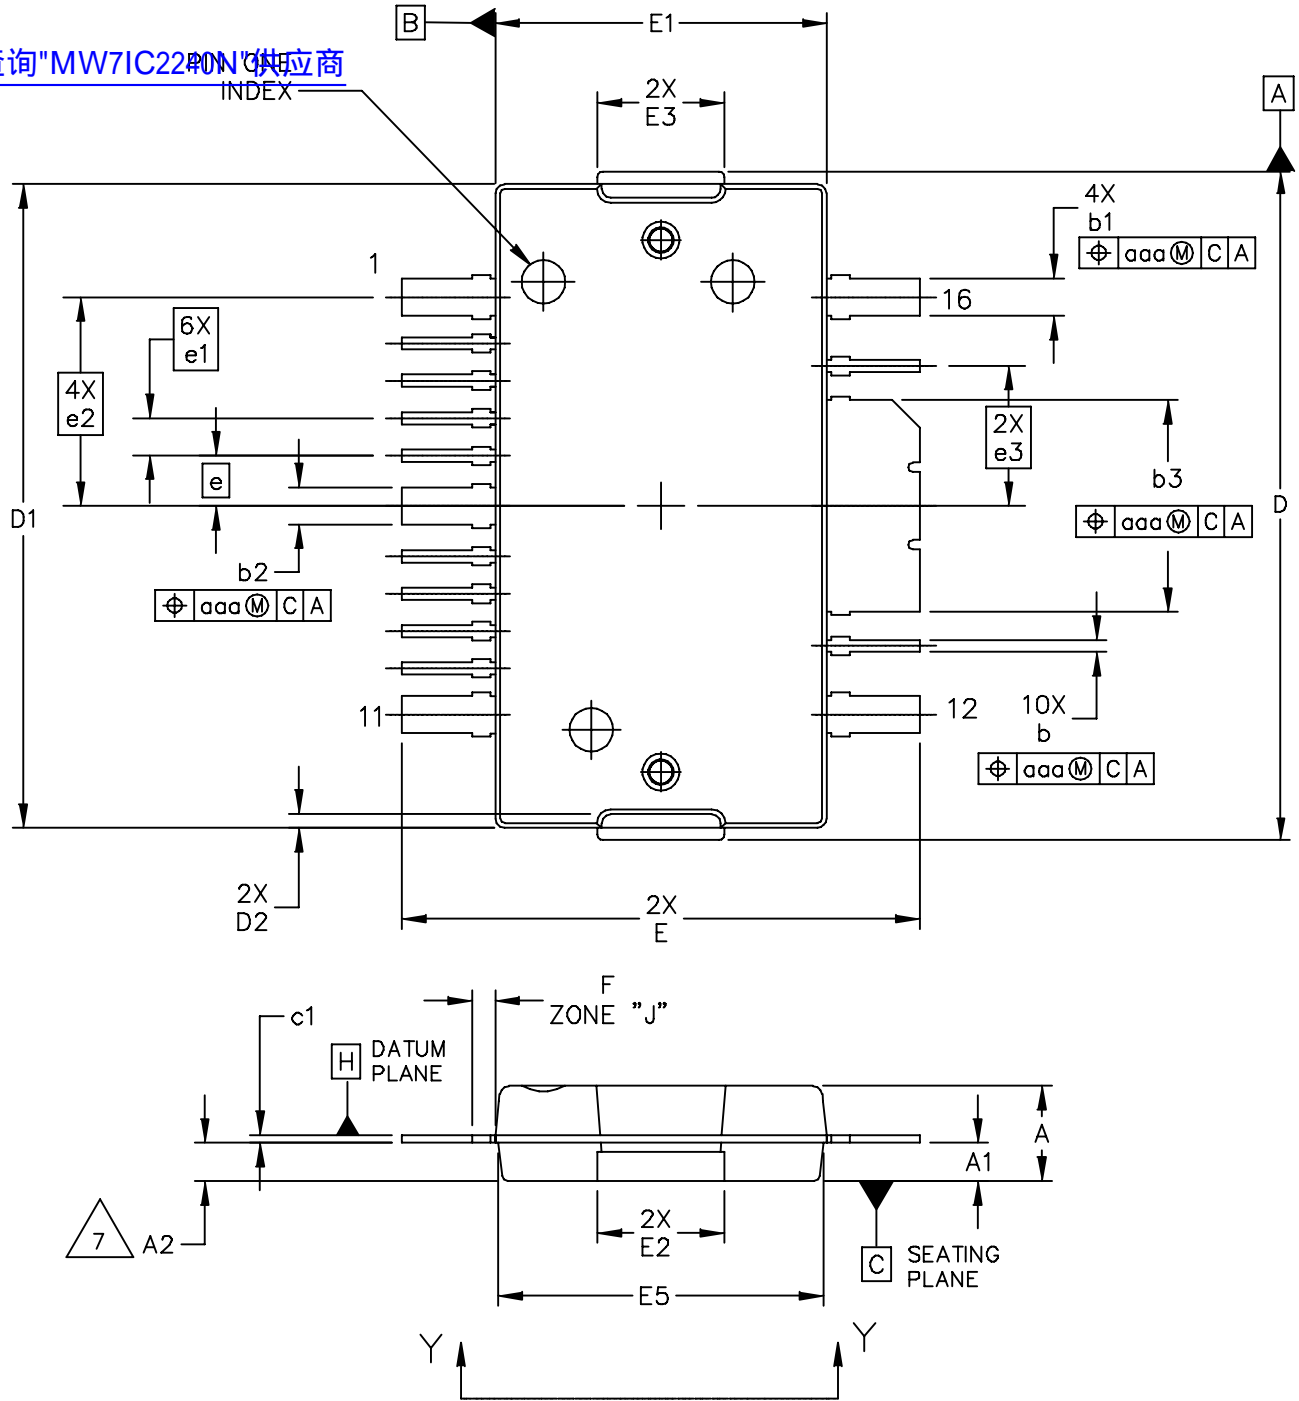 B
E1
查询"MW7IC2240N"供应商
PIN ONE
INDEX
2X
E3
A
4X
b1
⌖ aaa Ⓜ C A
1
16
6X
e1
4X
e2
2X
e3
e
b3
⌖ aaa Ⓜ C A
D1
D
b2
⌖ aaa Ⓜ C A
11
12
10X
b
⌖ aaa Ⓜ C A
2X
D2
2X
E
F
ZONE "J"
c1
H
DATUM
PLANE
A
A1
7
A2
2X
E2
C
SEATING
PLANE
E5
Y
Y